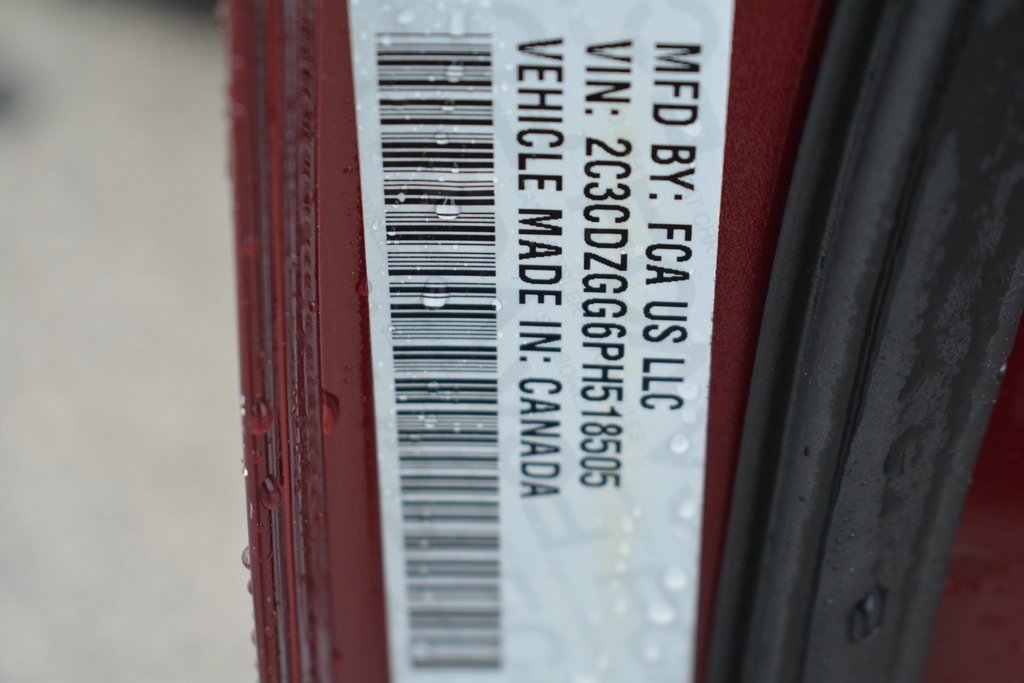 MFD BY: FCA US LLC
VIN: 2C3CDZGG6PH518505
VEHICLE MADE IN: CANADA